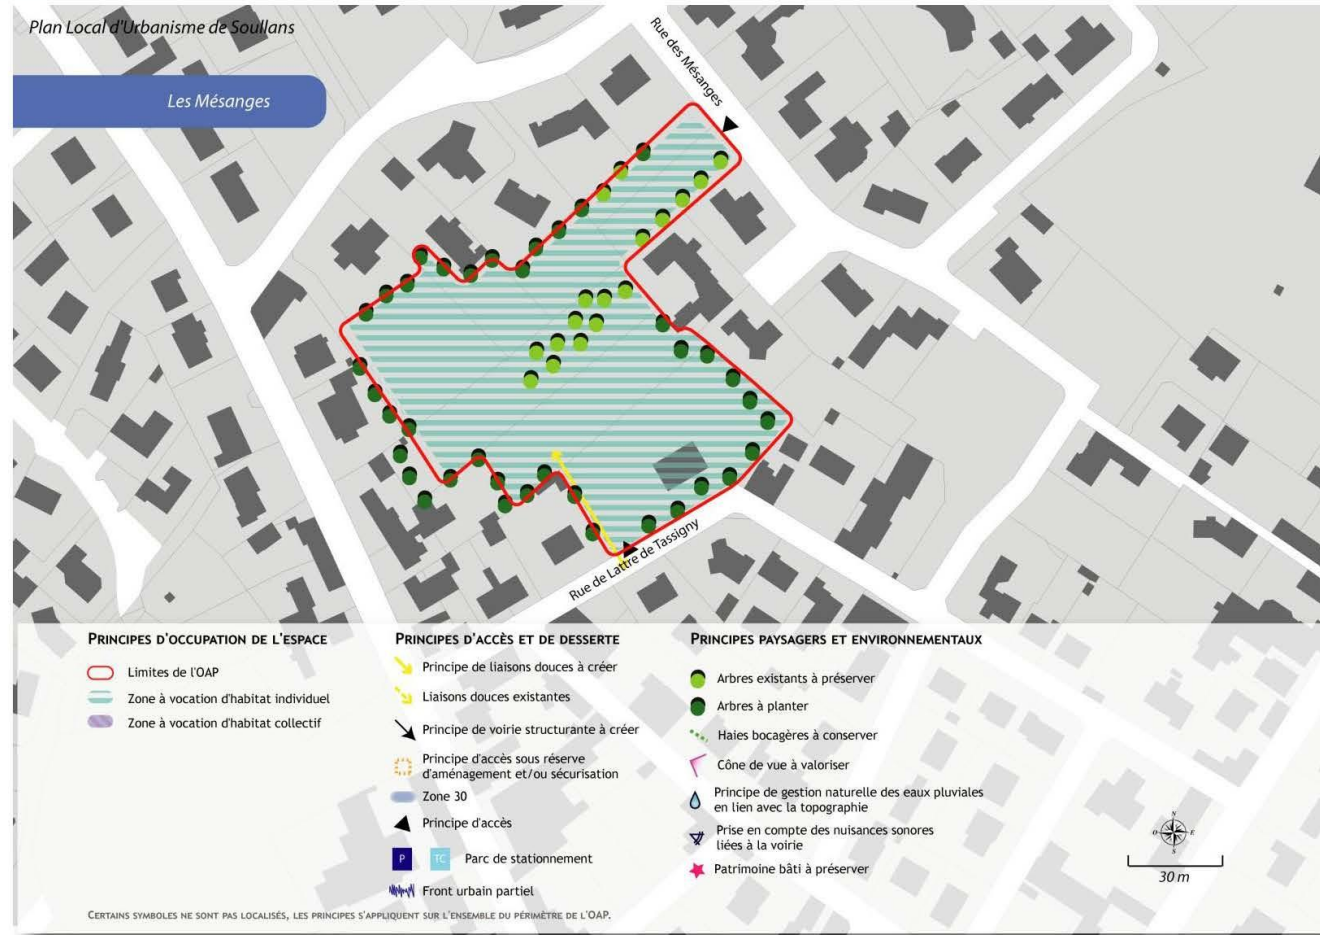 Plan Local d'Urbanisme de Soullans
Les Mésanges
Rue des Mésanges
Rue de Lattre de Tassigny
PRINCIPES D'OCCUPATION DE L'ESPACE
Limites de l'OAP
Zone à vocation d'habitat individuel
Zone à vocation d'habitat collectif
PRINCIPES D'ACCÈS ET DE DESSERTE
Principe de liaisons douces à créer
Liaisons douces existantes
Principe de voirie structurante à créer
Principe d'accès sous réserve
d'aménagement et/ou sécurisation
Zone 30
Principe d'accès
P TC Parc de stationnement
Front urbain partiel
PRINCIPES PAYSAGERS ET ENVIRONNEMENTAUX
Arbres existants à préserver
Arbres à planter
Haies bocagères à conserver
Cône de vue à valoriser
Principe de gestion naturelle des eaux pluviales
en lien avec la topographie
Prise en compte des nuisances sonores
liées à la voirie
Patrimoine bâti à préserver
N
O E
S
30 m
CERTAINS SYMBOLES NE SONT PAS LOCALISÉS, LES PRINCIPES S'APPLIQUENT SUR L'ENSEMBLE DU PÉRIMÈTRE DE L'OAP.